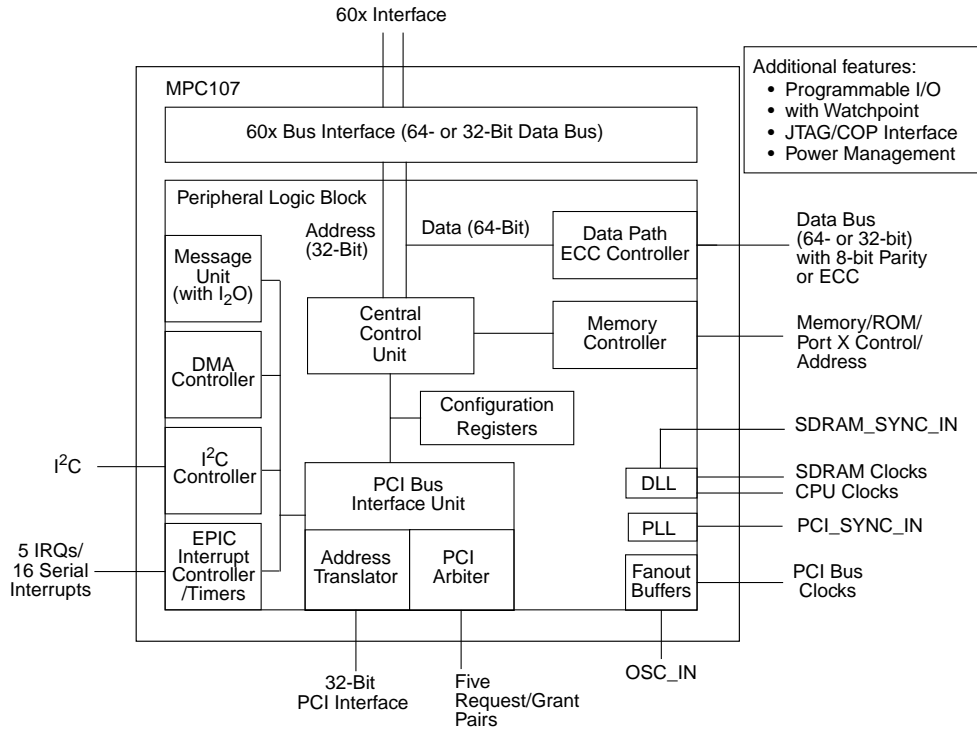 60x Interface
MPC107
60x Bus Interface (64- or 32-Bit Data Bus)
Additional features:
• Programmable I/O
• with Watchpoint
• JTAG/COP Interface
• Power Management
Peripheral Logic Block
Address
(32-Bit)
Data (64-Bit)
Data Path
ECC Controller
Data Bus
(64- or 32-bit)
with 8-bit Parity
or ECC
Message
Unit
(with I2O)
Central
Control
Unit
Memory
Controller
Memory/ROM/
Port X Control/
Address
DMA
Controller
Configuration
Registers
SDRAM_SYNC_IN
I2C
I2C
Controller
PCI Bus
Interface Unit
DLL
SDRAM Clocks
CPU Clocks
PLL
PCI_SYNC_IN
5 IRQs/
16 Serial
Interrupts
EPIC
Interrupt
Controller
/Timers
Address
Translator
PCI
Arbiter
Fanout
Buffers
PCI Bus
Clocks
32-Bit
PCI Interface
Five
Request/Grant
Pairs
OSC_IN